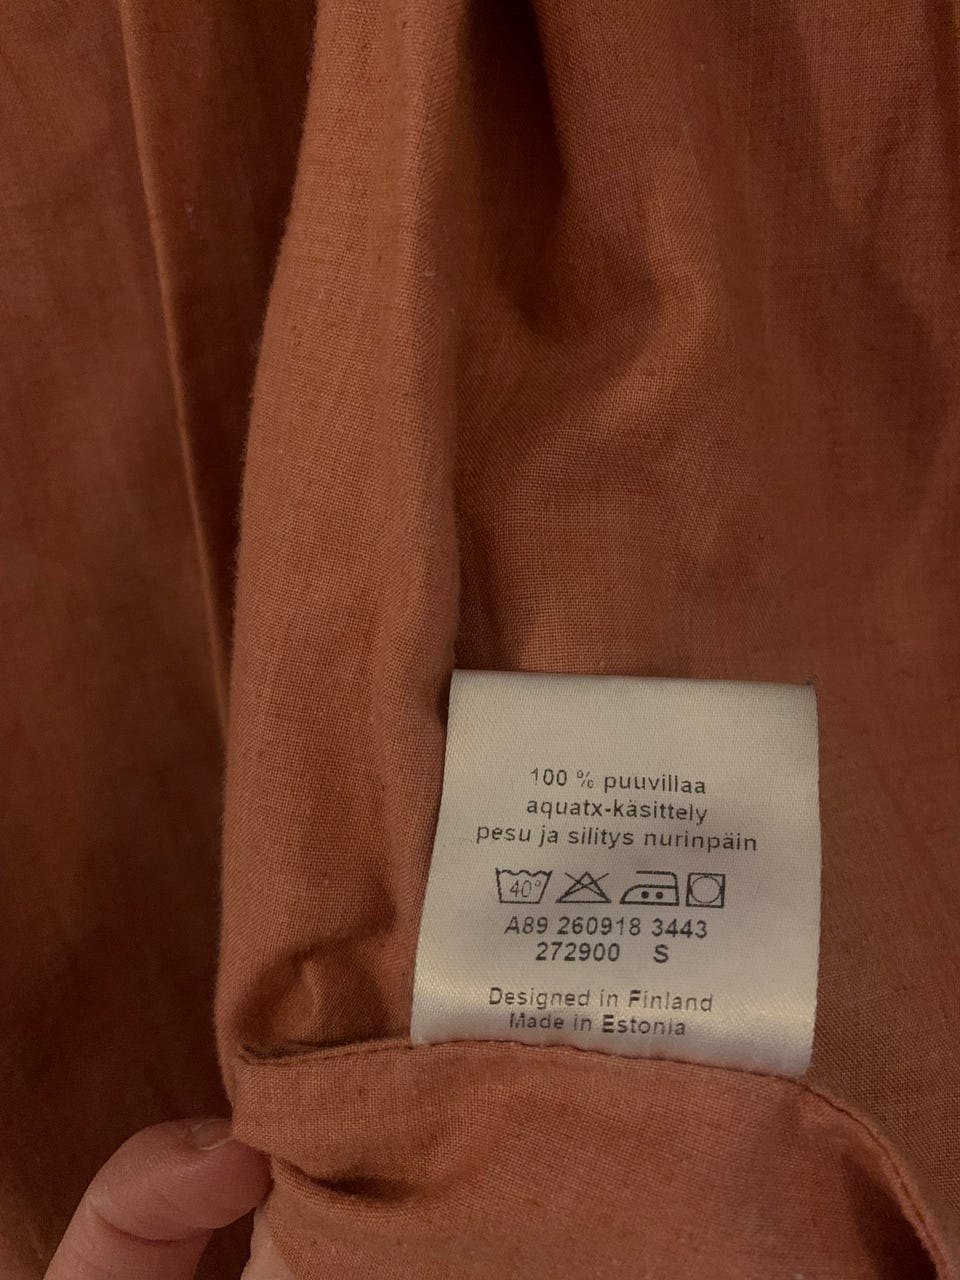 100 % puuvillaa
aquatx-käsittely
pesu ja silitys nurinpäin
40°
A89 260918 3443
272900 S
Designed in Finland
Made in Estonia